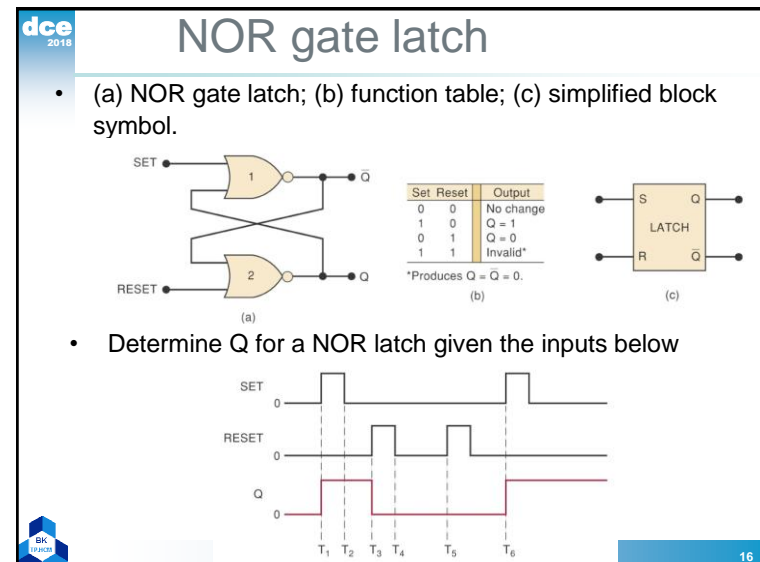 dce
2018
NOR gate latch
• (a) NOR gate latch; (b) function table; (c) simplified block
symbol.
SET
1
Q̅
2
Q
RESET
(a)
Set Reset Output
0 0 No change
1 0 Q = 1
0 1 Q = 0
1 1 Invalid*
*Produces Q = Q̅ = 0.
(b)
S Q
LATCH
R Q̅
(c)
• Determine Q for a NOR latch given the inputs below
SET
0
RESET
0
Q
0
T₁ T₂ T₃ T₄ T₅ T₆
BK
TP.HCM
16